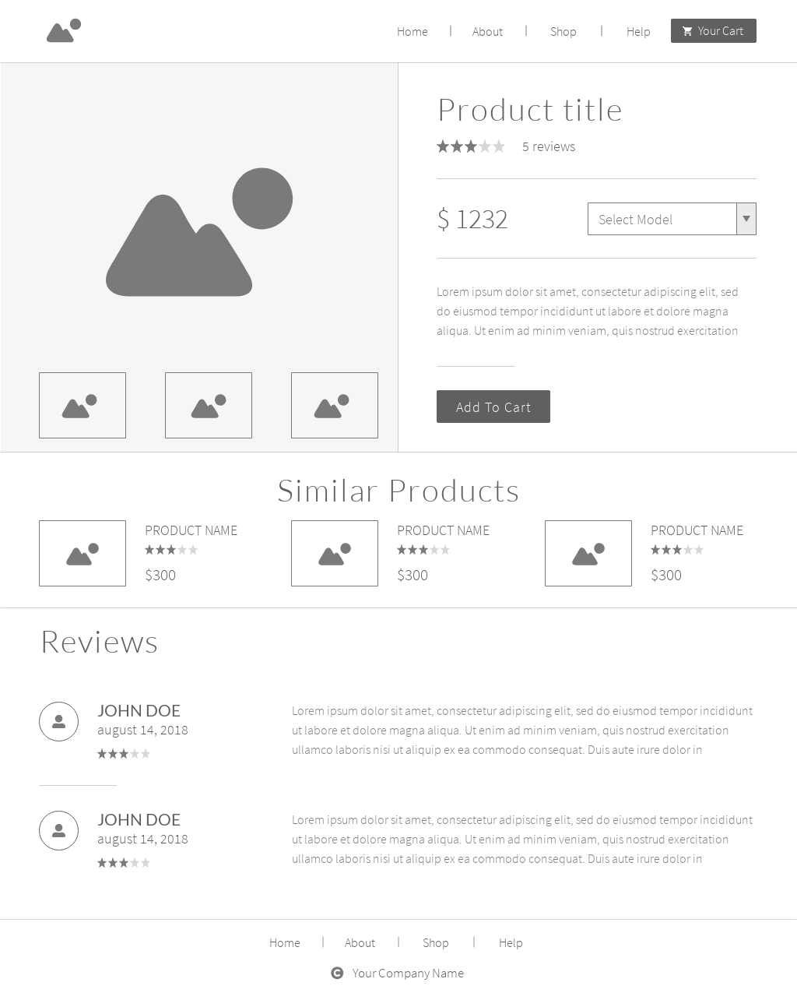 Home | About | Shop | Help Your Cart
Product title
5 reviews
$ 1232
Select Model
Lorem ipsum dolor sit amet, consectetur adipiscing elit, sed
do eiusmod tempor incididunt ut labore et dolore magna
aliqua. Ut enim ad minim veniam, quis nostrud exercitation
Add To Cart
Similar Products
PRODUCT NAME
$300
PRODUCT NAME
$300
PRODUCT NAME
$300
Reviews
JOHN DOE
august 14, 2018
Lorem ipsum dolor sit amet, consectetur adipiscing elit, sed do eiusmod tempor incididunt
ut labore et dolore magna aliqua. Ut enim ad minim veniam, quis nostrud exercitation
ullamco laboris nisi ut aliquip ex ea commodo consequat. Duis aute irure dolor in
JOHN DOE
august 14, 2018
Lorem ipsum dolor sit amet, consectetur adipiscing elit, sed do eiusmod tempor incididunt
ut labore et dolore magna aliqua. Ut enim ad minim veniam, quis nostrud exercitation
ullamco laboris nisi ut aliquip ex ea commodo consequat. Duis aute irure dolor in
Home | About | Shop | Help
© Your Company Name